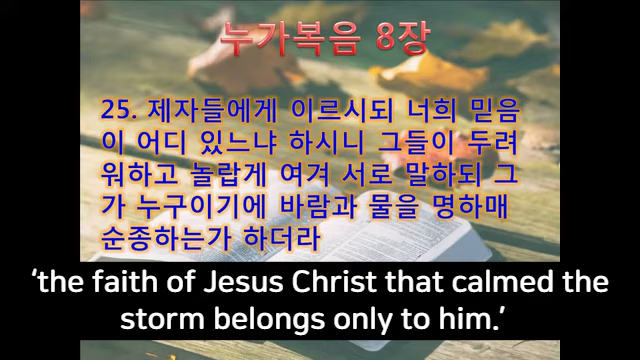 누가복음 8장
25. 제자들에게 이르시되 너희 믿음
이 어디 있느냐 하시니 그들이 두려
워하고 놀랍게 여겨 서로 말하되 그
가 누구이기에 바람과 물을 명하매
순종하는가 하더라
‘the faith of Jesus Christ that calmed the
storm belongs only to him.’